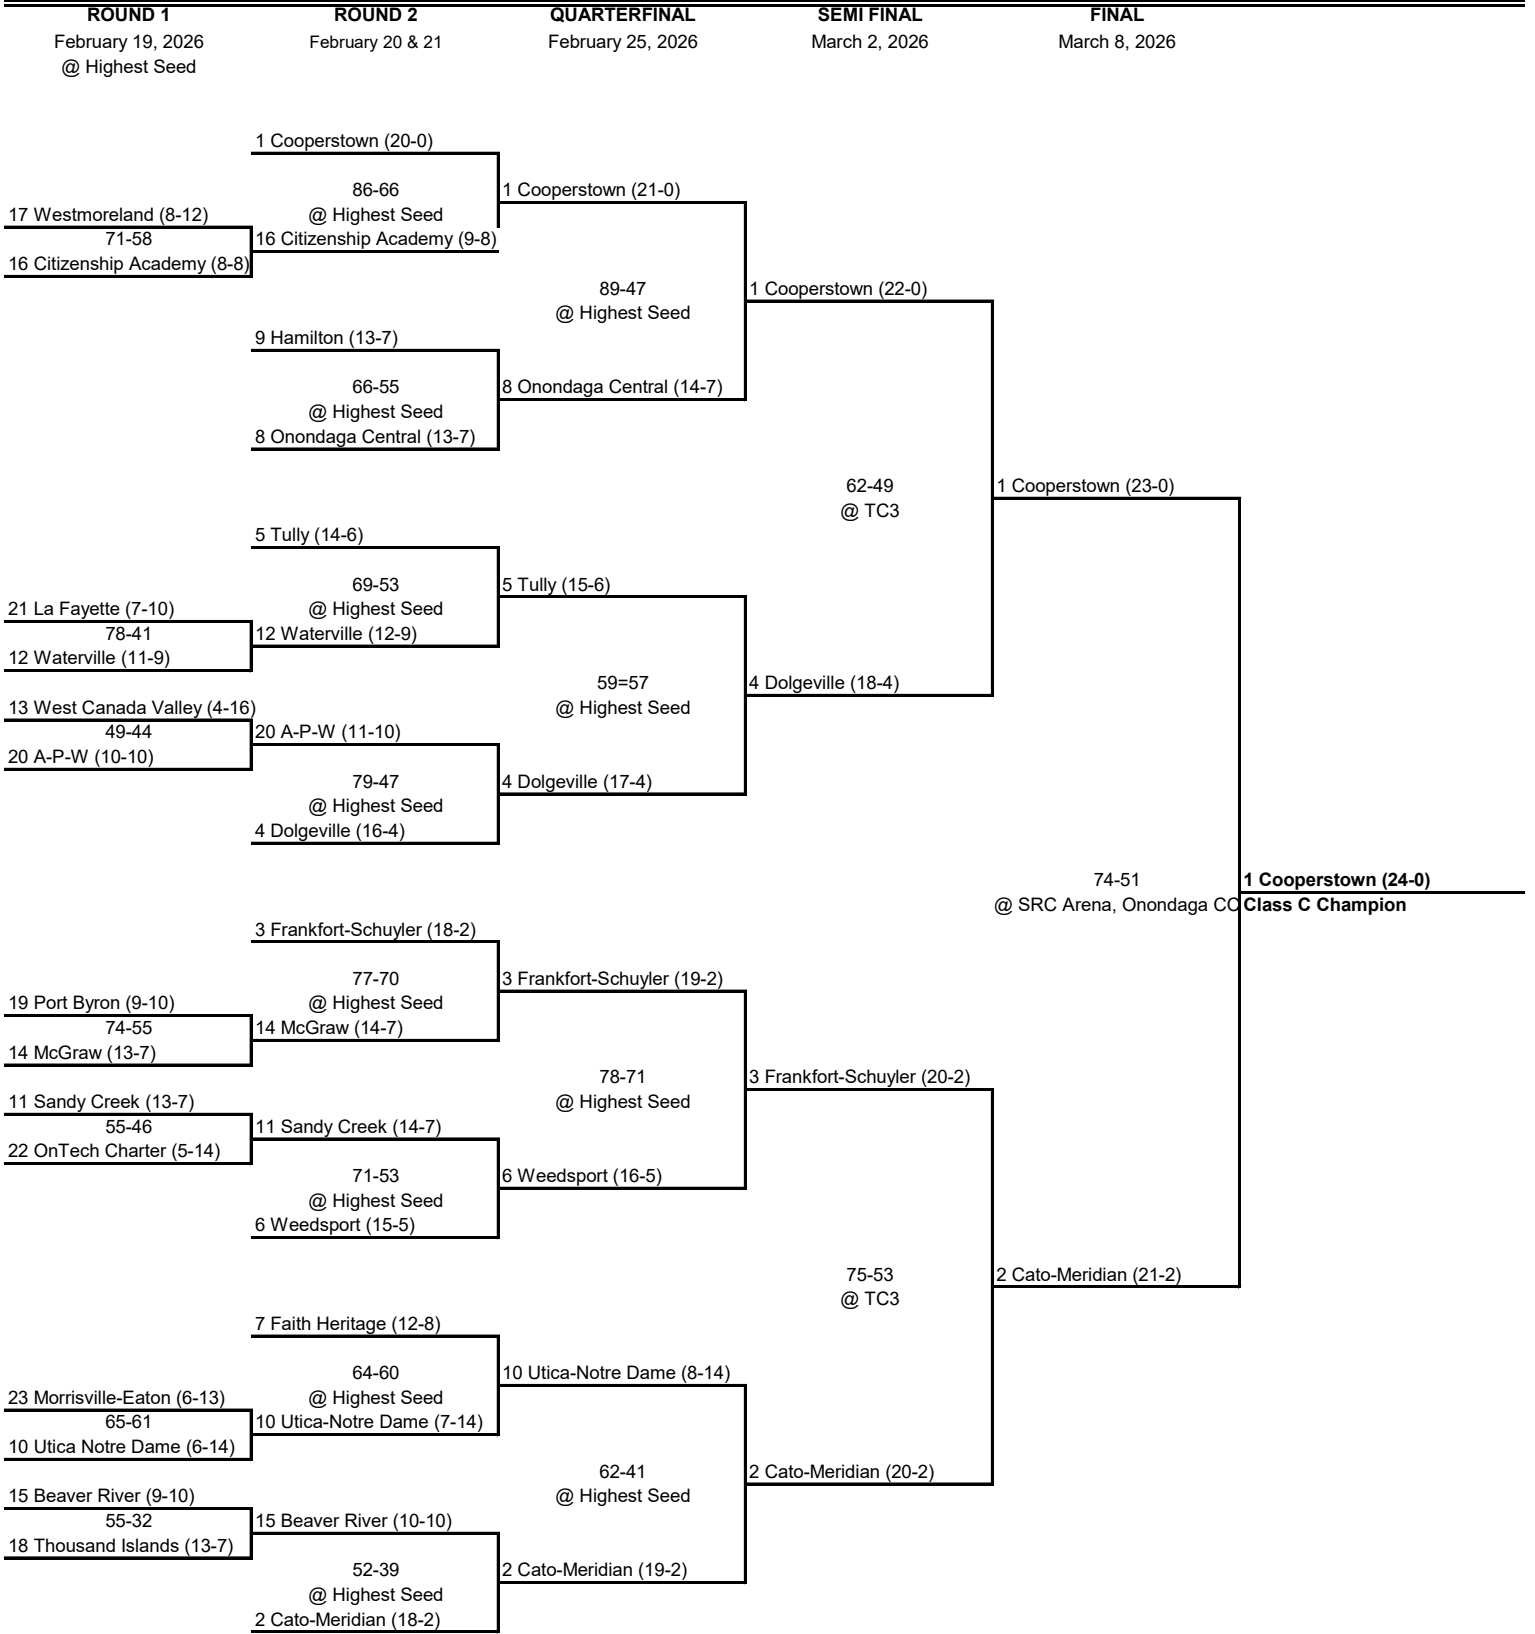 ROUND 1
February 19, 2026
@ Highest Seed
ROUND 2
February 20 & 21
QUARTERFINAL
February 25, 2026
SEMI FINAL
March 2, 2026
FINAL
March 8, 2026
17 Westmoreland (8-12)
71-58
16 Citizenship Academy (8-8)
21 La Fayette (7-10)
78-41
12 Waterville (11-9)
13 West Canada Valley (4-16)
49-44
20 A-P-W (10-10)
19 Port Byron (9-10)
74-55
14 McGraw (13-7)
11 Sandy Creek (13-7)
55-46
22 OnTech Charter (5-14)
23 Morrisville-Eaton (6-13)
65-61
10 Utica Notre Dame (6-14)
15 Beaver River (9-10)
55-32
18 Thousand Islands (13-7)
1 Cooperstown (20-0)
86-66
@ Highest Seed
16 Citizenship Academy (9-8)
9 Hamilton (13-7)
66-55
@ Highest Seed
8 Onondaga Central (13-7)
5 Tully (14-6)
69-53
@ Highest Seed
12 Waterville (12-9)
20 A-P-W (11-10)
79-47
@ Highest Seed
4 Dolgeville (16-4)
3 Frankfort-Schuyler (18-2)
77-70
@ Highest Seed
14 McGraw (14-7)
11 Sandy Creek (14-7)
71-53
@ Highest Seed
6 Weedsport (15-5)
7 Faith Heritage (12-8)
64-60
@ Highest Seed
10 Utica-Notre Dame (7-14)
15 Beaver River (10-10)
52-39
@ Highest Seed
2 Cato-Meridian (18-2)
1 Cooperstown (21-0)
89-47
@ Highest Seed
8 Onondaga Central (14-7)
5 Tully (15-6)
59=57
@ Highest Seed
4 Dolgeville (17-4)
3 Frankfort-Schuyler (19-2)
78-71
@ Highest Seed
6 Weedsport (16-5)
10 Utica-Notre Dame (8-14)
62-41
@ Highest Seed
2 Cato-Meridian (19-2)
1 Cooperstown (22-0)
62-49
@ TC3
4 Dolgeville (18-4)
3 Frankfort-Schuyler (20-2)
75-53
@ TC3
2 Cato-Meridian (20-2)
1 Cooperstown (23-0)
74-51
@ SRC Arena, Onondaga CC
2 Cato-Meridian (21-2)
1 Cooperstown (24-0)
Class C Champion